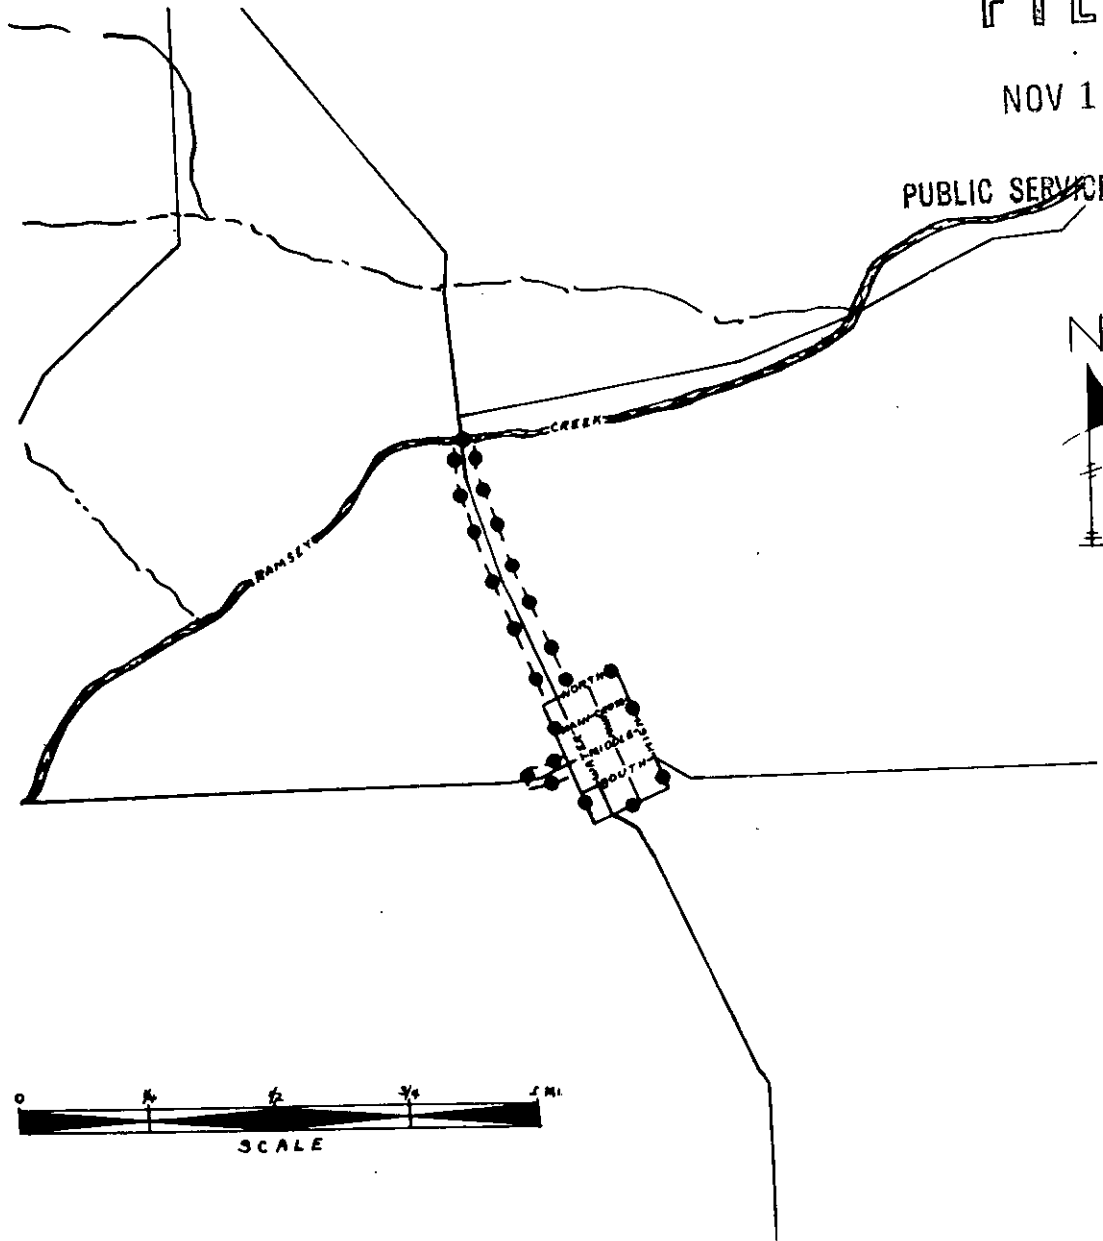 FIL
NOV 1
PUBLIC SERVICE
N
CREEK
RAMSEY
NORTH
MAIN
MIDDLE
SOUTH
0 1/4 1/2 3/4 1 MI.
SCALE